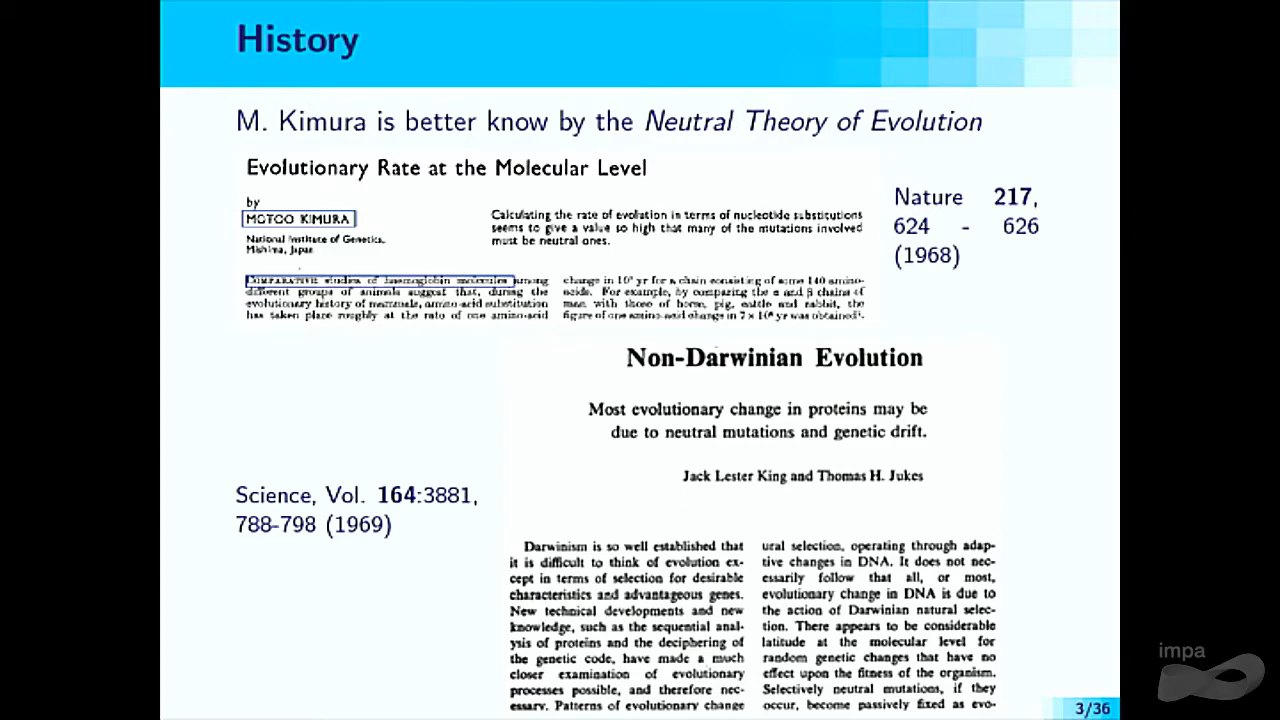 History
M. Kimura is better know by the Neutral Theory of Evolution
Evolutionary Rate at the Molecular Level
by
MOTOO KIMURA
National Institute of Genetics,
Mishima, Japan
Calculating the rate of evolution in terms of nucleotide substitutions
seems to give a value so high that many of the mutations involved
must be neutral ones.
Nature 217,
624 - 626
(1968)
COMPARATIVE studies of haemoglobin molecules among
different groups of animals suggest that, during the
evolutionary history of mammals, amino-acid substitution
has taken place roughly at the rate of one amino-acid
change in 10⁷ yr for a chain consisting of some 140 amino-
acids. For example, by comparing the α and β chains of
man with those of horse, pig, cattle and rabbit, the
figure of one amino-acid change in 7 × 10⁶ yr was obtained¹.
Non-Darwinian Evolution
Most evolutionary change in proteins may be
due to neutral mutations and genetic drift.
Jack Lester King and Thomas H. Jukes
Science, Vol. 164:3881,
788-798 (1969)
Darwinism is so well established that
it is difficult to think of evolution ex-
cept in terms of selection for desirable
characteristics and advantageous genes.
New technical developments and new
knowledge, such as the sequential anal-
ysis of proteins and the deciphering of
the genetic code, have made a much
closer examination of evolutionary
processes possible, and therefore nec-
essary. Patterns of evolutionary change
ural selection, operating through adap-
tive changes in DNA. It does not nec-
essarily follow that all, or most,
evolutionary change in DNA is due to
the action of Darwinian natural selec-
tion. There appears to be considerable
latitude at the molecular level for
random genetic changes that have no
effect upon the fitness of the organism.
Selectively neutral mutations, if they
occur, become passively fixed as evo-
impa
3/36